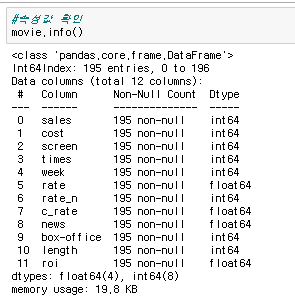 #속성값 확인
movie.info()
<class 'pandas.core.frame.DataFrame'>
Int64Index: 195 entries, 0 to 196
Data columns (total 12 columns):
 #   Column      Non-Null Count  Dtype
---  ------      --------------  -----
 0   sales       195 non-null    int64
 1   cost        195 non-null    int64
 2   screen      195 non-null    int64
 3   times       195 non-null    int64
 4   week        195 non-null    int64
 5   rate        195 non-null    float64
 6   rate_n      195 non-null    int64
 7   c_rate      195 non-null    float64
 8   news        195 non-null    float64
 9   box-office  195 non-null    int64
 10  length      195 non-null    int64
 11  roi         195 non-null    float64
dtypes: float64(4), int64(8)
memory usage: 19.8 KB